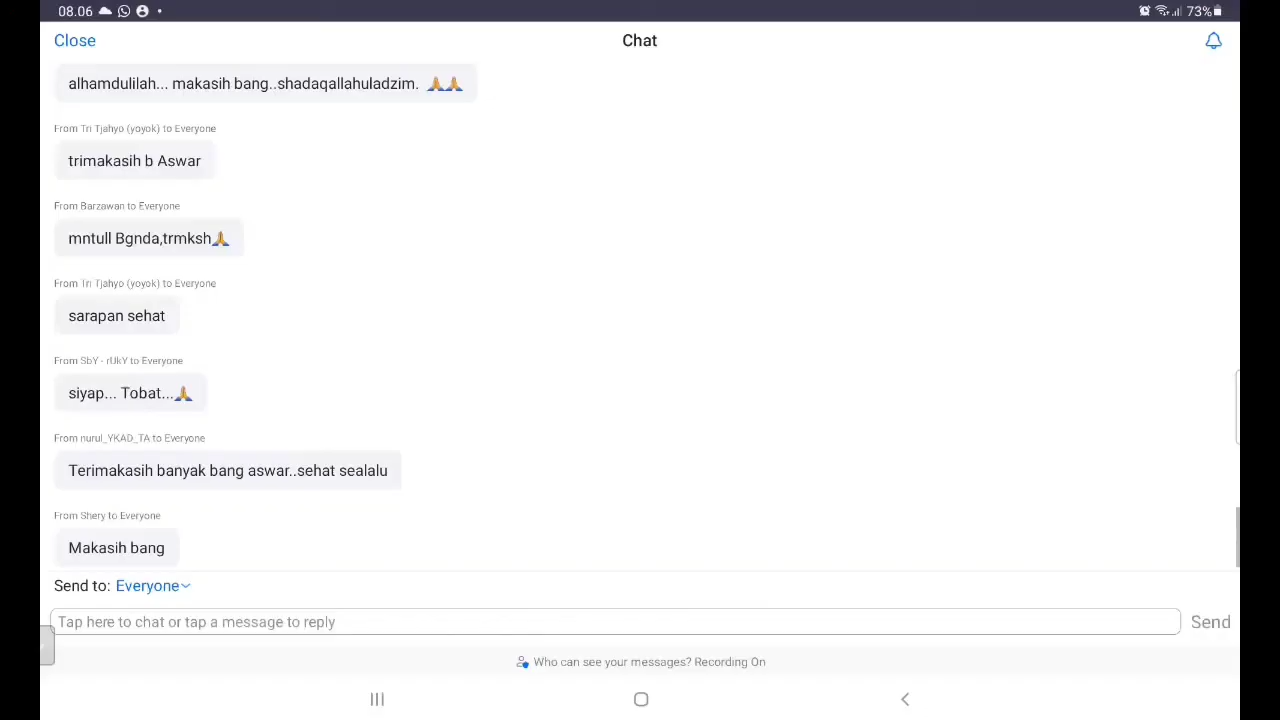 08.06
73%
Close
Chat
alhamdulilah... makasih bang..shadaqallahuladzim. 🙏🙏
From Tri Tjahyo (yoyok) to Everyone
trimakasih b Aswar
From Barzawan to Everyone
mntull Bgnda,trmksh🙏
From Tri Tjahyo (yoyok) to Everyone
sarapan sehat
From SbY - rUkY to Everyone
siyap... Tobat...🙏
From nurul_YKAD_TA to Everyone
Terimakasih banyak bang aswar..sehat sealalu
From Shery to Everyone
Makasih bang
Send to: Everyone
Tap here to chat or tap a message to reply
Send
Who can see your messages? Recording On